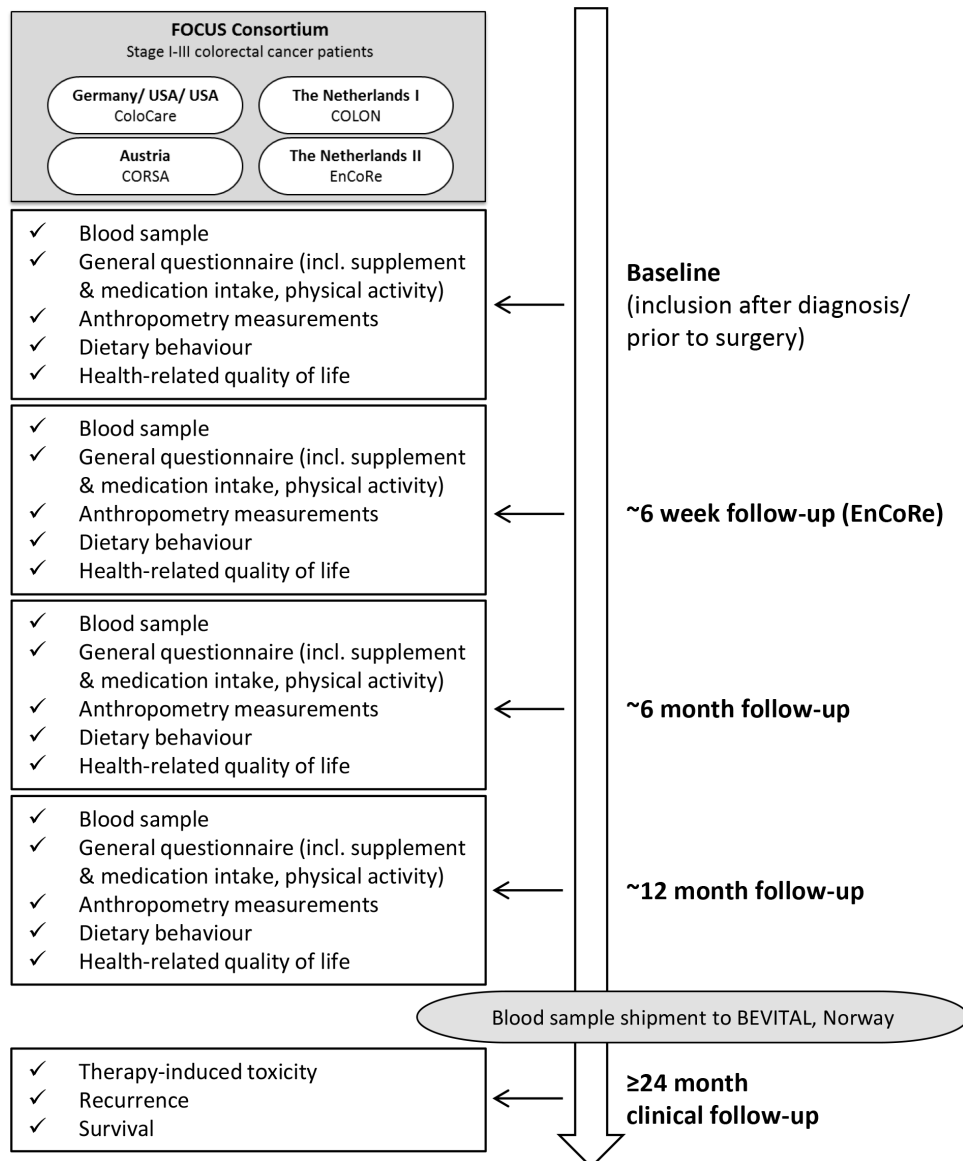 FOCUS Consortium
Stage I-III colorectal cancer patients
Germany/ USA/ USA
ColoCare
The Netherlands I
COLON
Austria
CORSA
The Netherlands II
EnCoRe
✓ Blood sample
✓ General questionnaire (incl. supplement
& medication intake, physical activity)
✓ Anthropometry measurements
✓ Dietary behaviour
✓ Health-related quality of life
Baseline
(inclusion after diagnosis/
prior to surgery)
✓ Blood sample
✓ General questionnaire (incl. supplement
& medication intake, physical activity)
✓ Anthropometry measurements
✓ Dietary behaviour
✓ Health-related quality of life
~6 week follow-up (EnCoRe)
✓ Blood sample
✓ General questionnaire (incl. supplement
& medication intake, physical activity)
✓ Anthropometry measurements
✓ Dietary behaviour
✓ Health-related quality of life
~6 month follow-up
✓ Blood sample
✓ General questionnaire (incl. supplement
& medication intake, physical activity)
✓ Anthropometry measurements
✓ Dietary behaviour
✓ Health-related quality of life
~12 month follow-up
Blood sample shipment to BEVITAL, Norway
✓ Therapy-induced toxicity
✓ Recurrence
✓ Survival
≥24 month
clinical follow-up